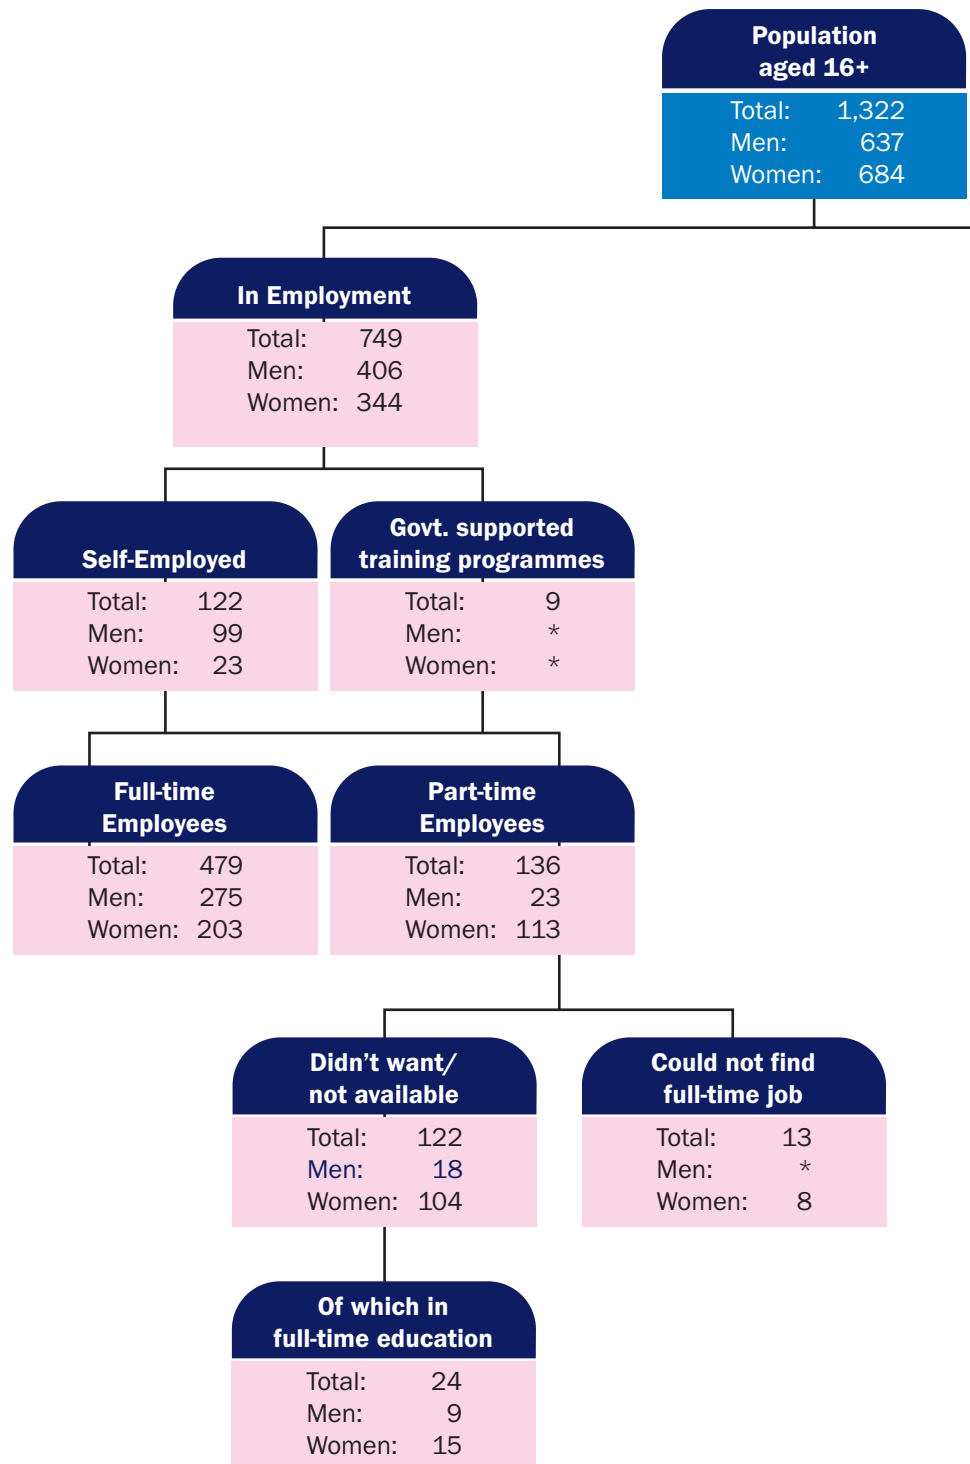 Population
aged 16+
Total: 1,322
Men: 637
Women: 684
In Employment
Total: 749
Men: 406
Women: 344
Self-Employed
Total: 122
Men: 99
Women: 23
Govt. supported
training programmes
Total: 9
Men: *
Women: *
Full-time
Employees
Total: 479
Men: 275
Women: 203
Part-time
Employees
Total: 136
Men: 23
Women: 113
Didn't want/
not available
Total: 122
Men: 18
Women: 104
Could not find
full-time job
Total: 13
Men: *
Women: 8
Of which in
full-time education
Total: 24
Men: 9
Women: 15